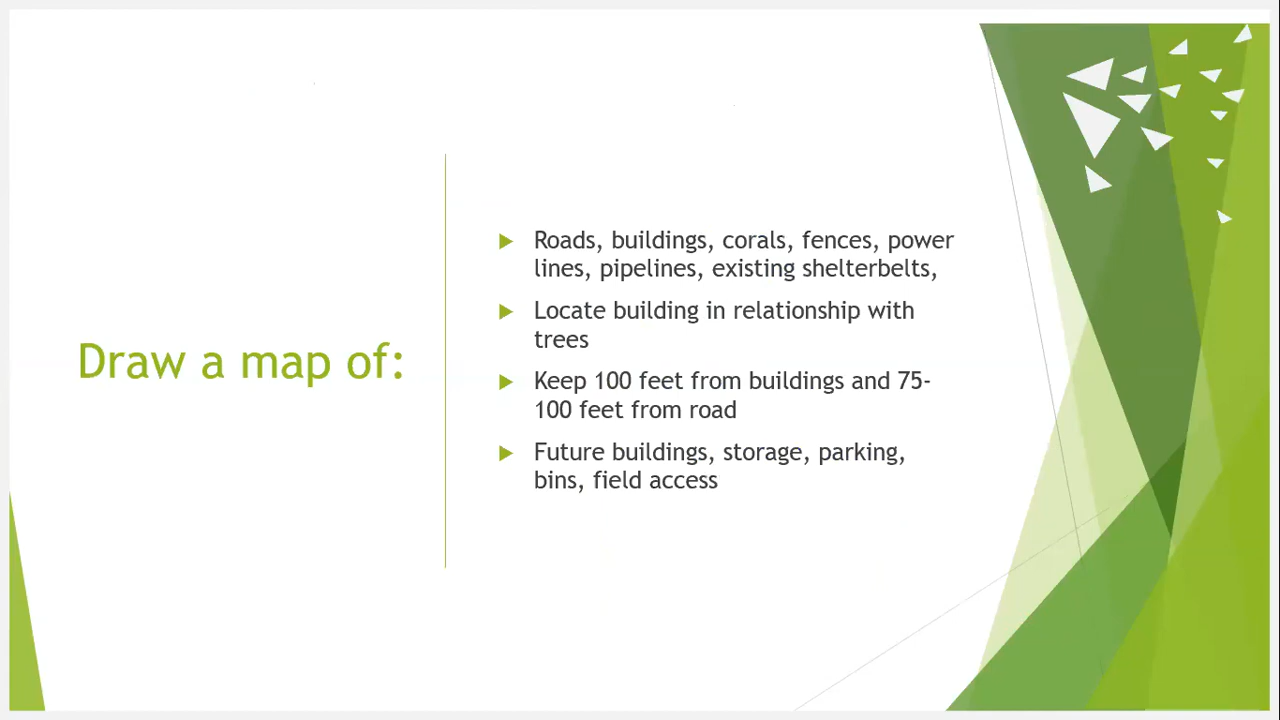 Draw a map of:
Roads, buildings, corals, fences, power
lines, pipelines, existing shelterbelts,
Locate building in relationship with
trees
Keep 100 feet from buildings and 75-
100 feet from road
Future buildings, storage, parking,
bins, field access